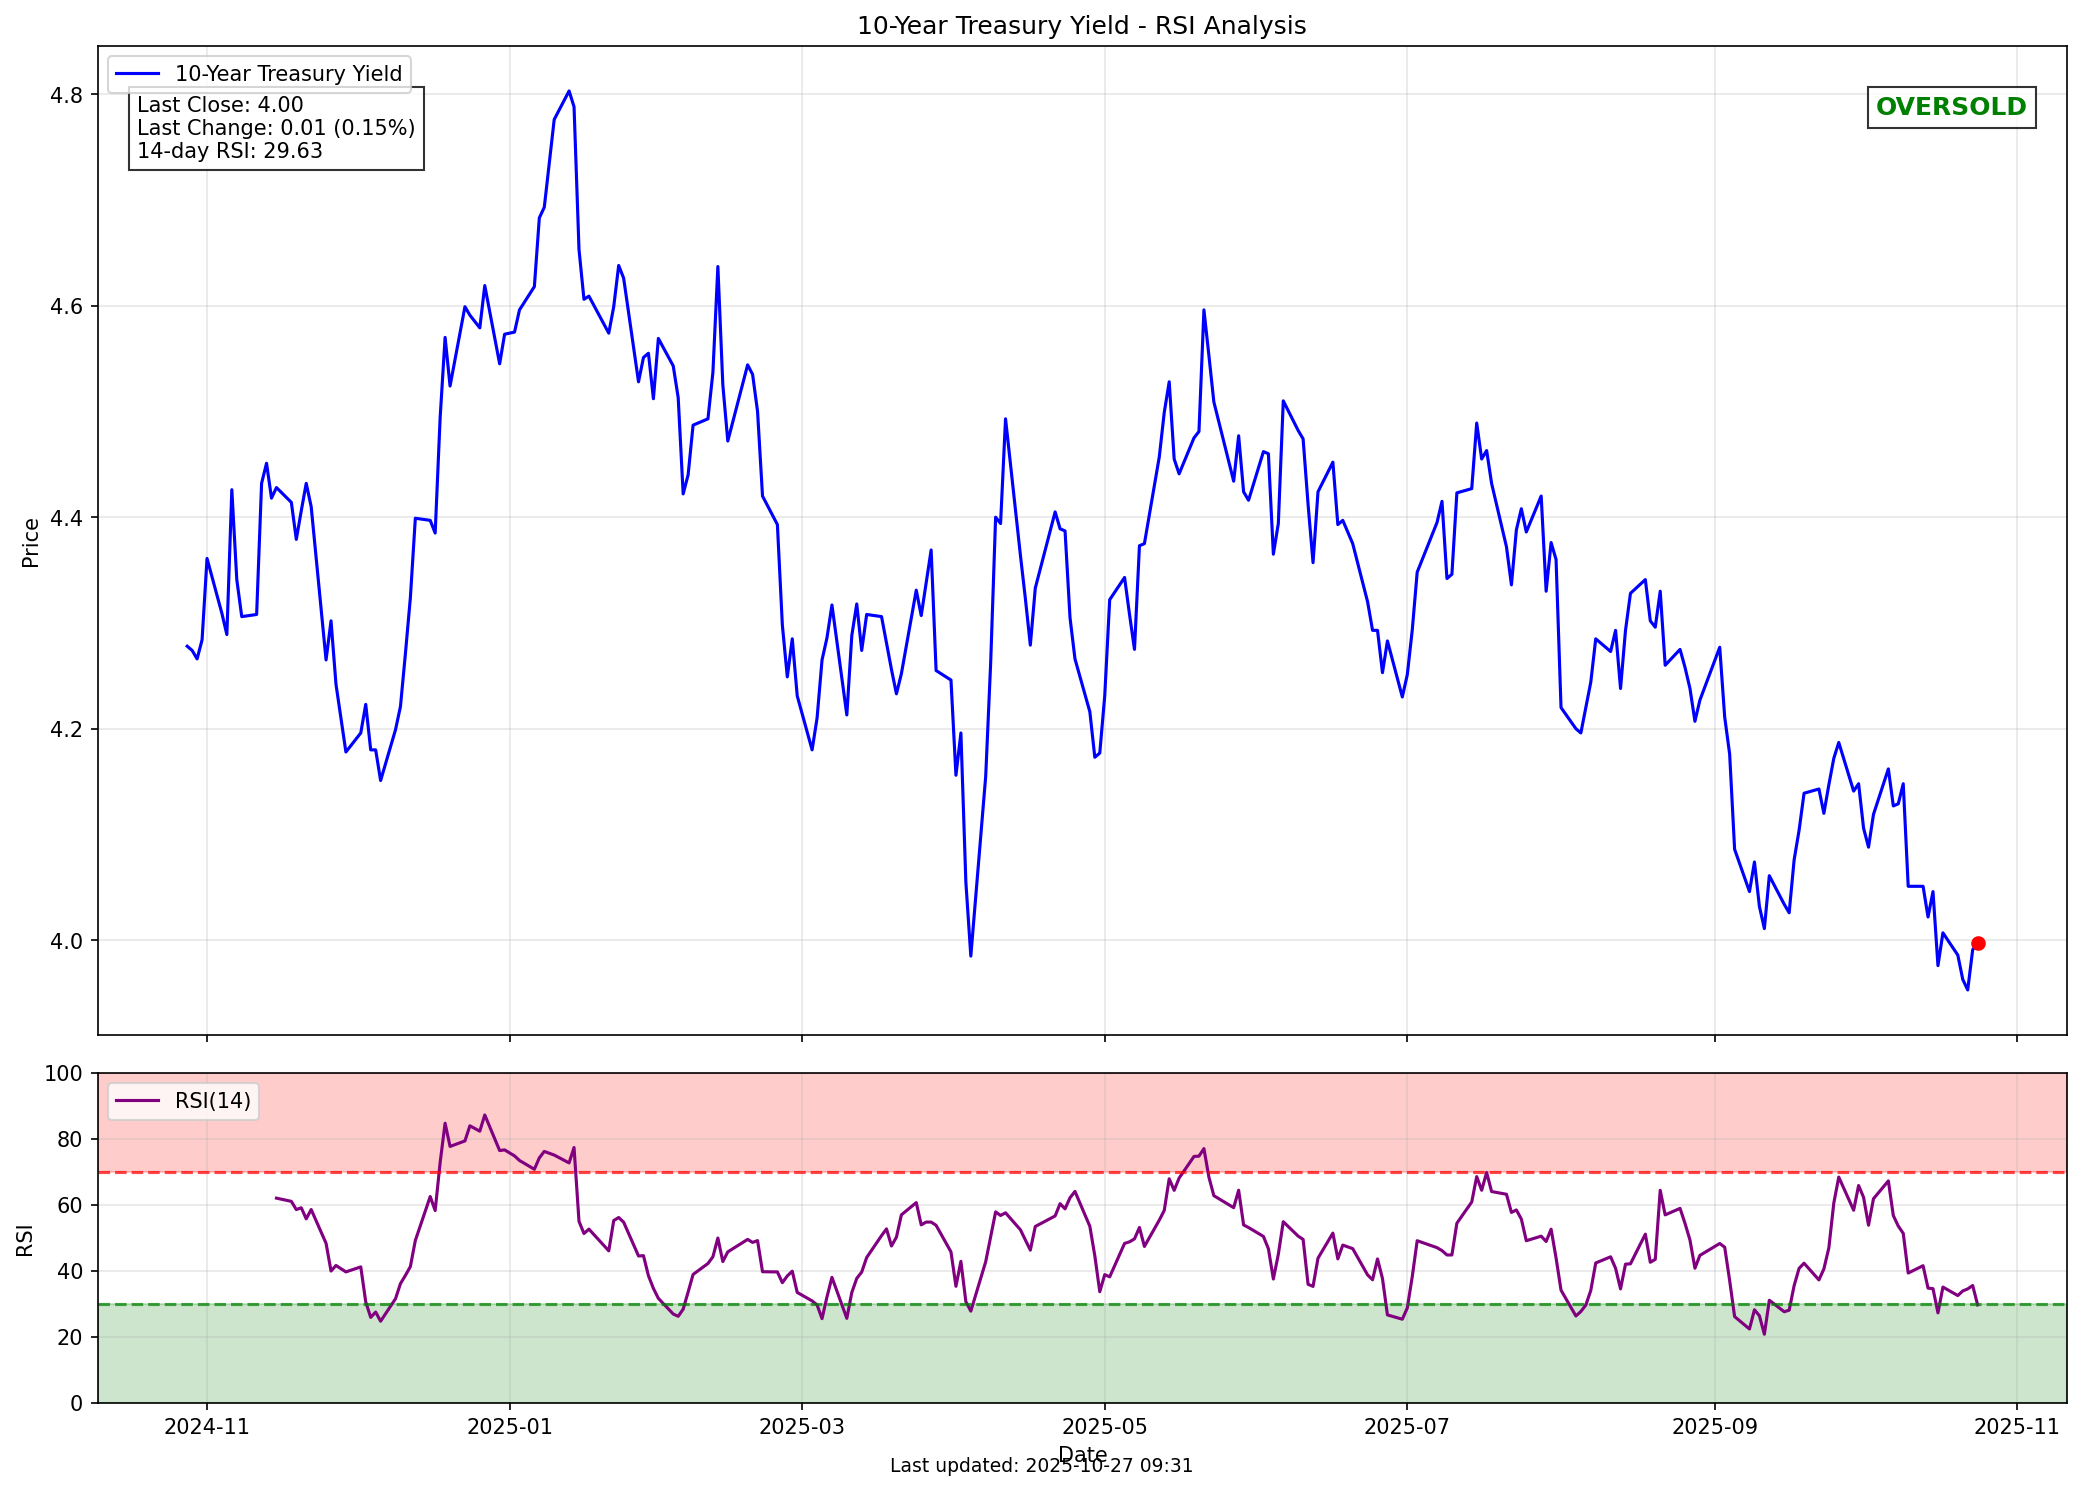 10-Year Treasury Yield - RSI Analysis
10-Year Treasury Yield
Last Close: 4.00
Last Change: 0.01 (0.15%)
14-day RSI: 29.63
OVERSOLD
4.8
4.6
4.4
4.2
4.0
Price
RSI(14)
100
80
60
40
20
0
RSI
2024-11
2025-01
2025-03
2025-05
2025-07
2025-09
2025-11
Date
Last updated: 2025-10-27 09:31